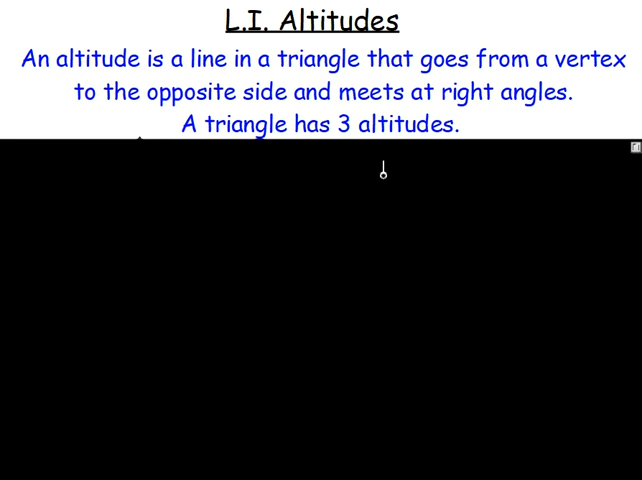 L.I. Altitudes
An altitude is a line in a triangle that goes from a vertex
to the opposite side and meets at right angles.
A triangle has 3 altitudes.